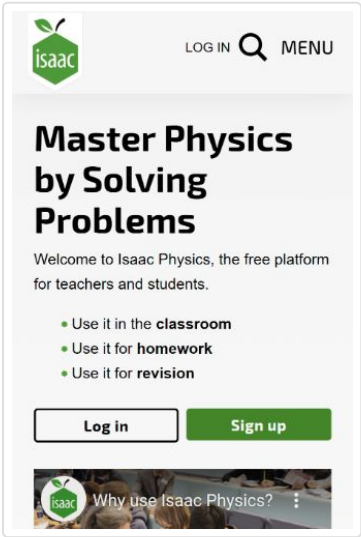 isaac
LOG IN MENU
Master Physics
by Solving
Problems
Welcome to Isaac Physics, the free platform
for teachers and students.
Use it in the classroom
Use it for homework
Use it for revision
Log in Sign up
isaac Why use Isaac Physics?